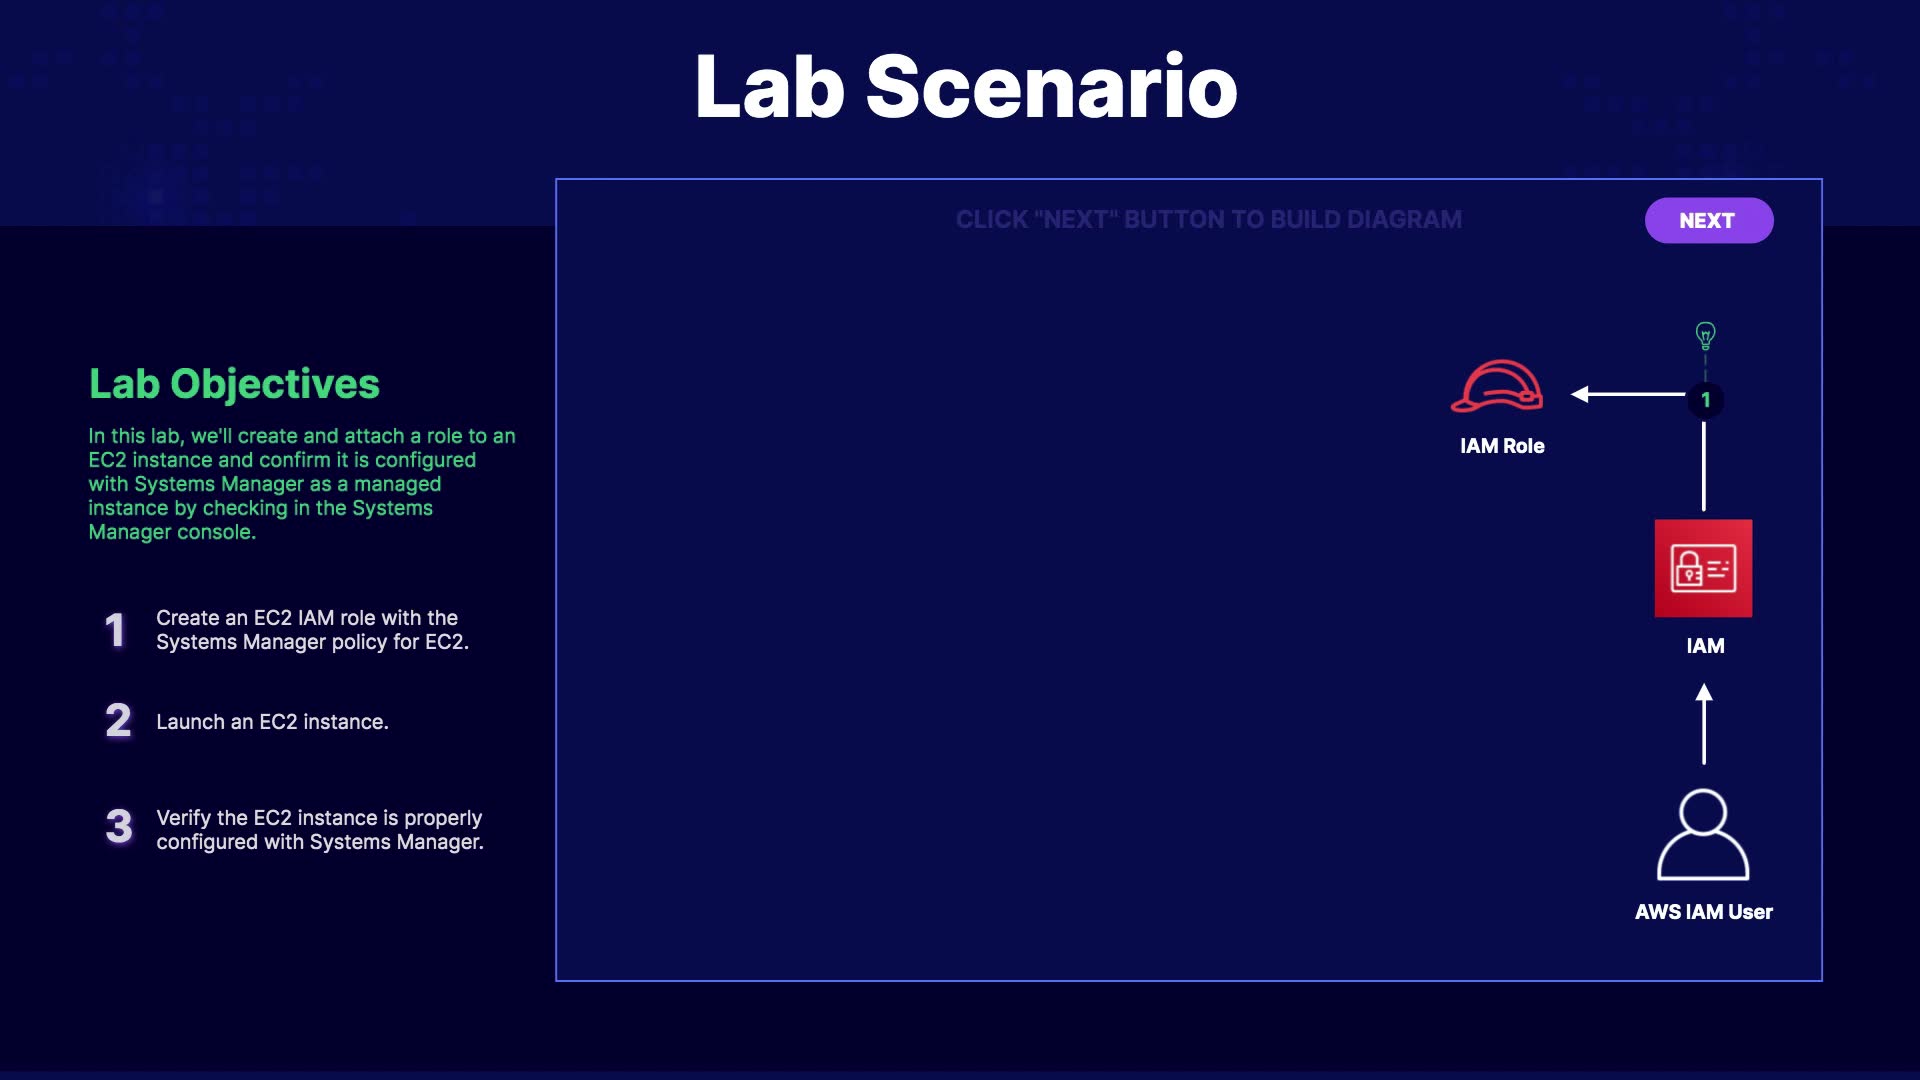 Lab Scenario
CLICK "NEXT" BUTTON TO BUILD DIAGRAM
NEXT
Lab Objectives
In this lab, we'll create and attach a role to an
EC2 instance and confirm it is configured
with Systems Manager as a managed
instance by checking in the Systems
Manager console.
1
Create an EC2 IAM role with the
Systems Manager policy for EC2.
2
Launch an EC2 instance.
3
Verify the EC2 instance is properly
configured with Systems Manager.
1
IAM Role
IAM
AWS IAM User